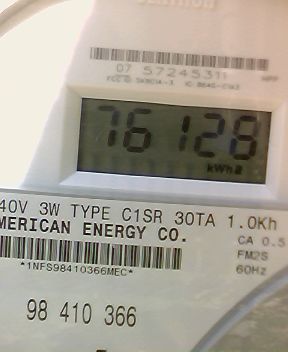 07 57245311
76128
kWh
40V 3W TYPE C1SR 30TA 1.0Kh
MERICAN ENERGY CO.
CA 0.5
FM2S
60Hz
*1NFS98410366MEC*
98 410 366